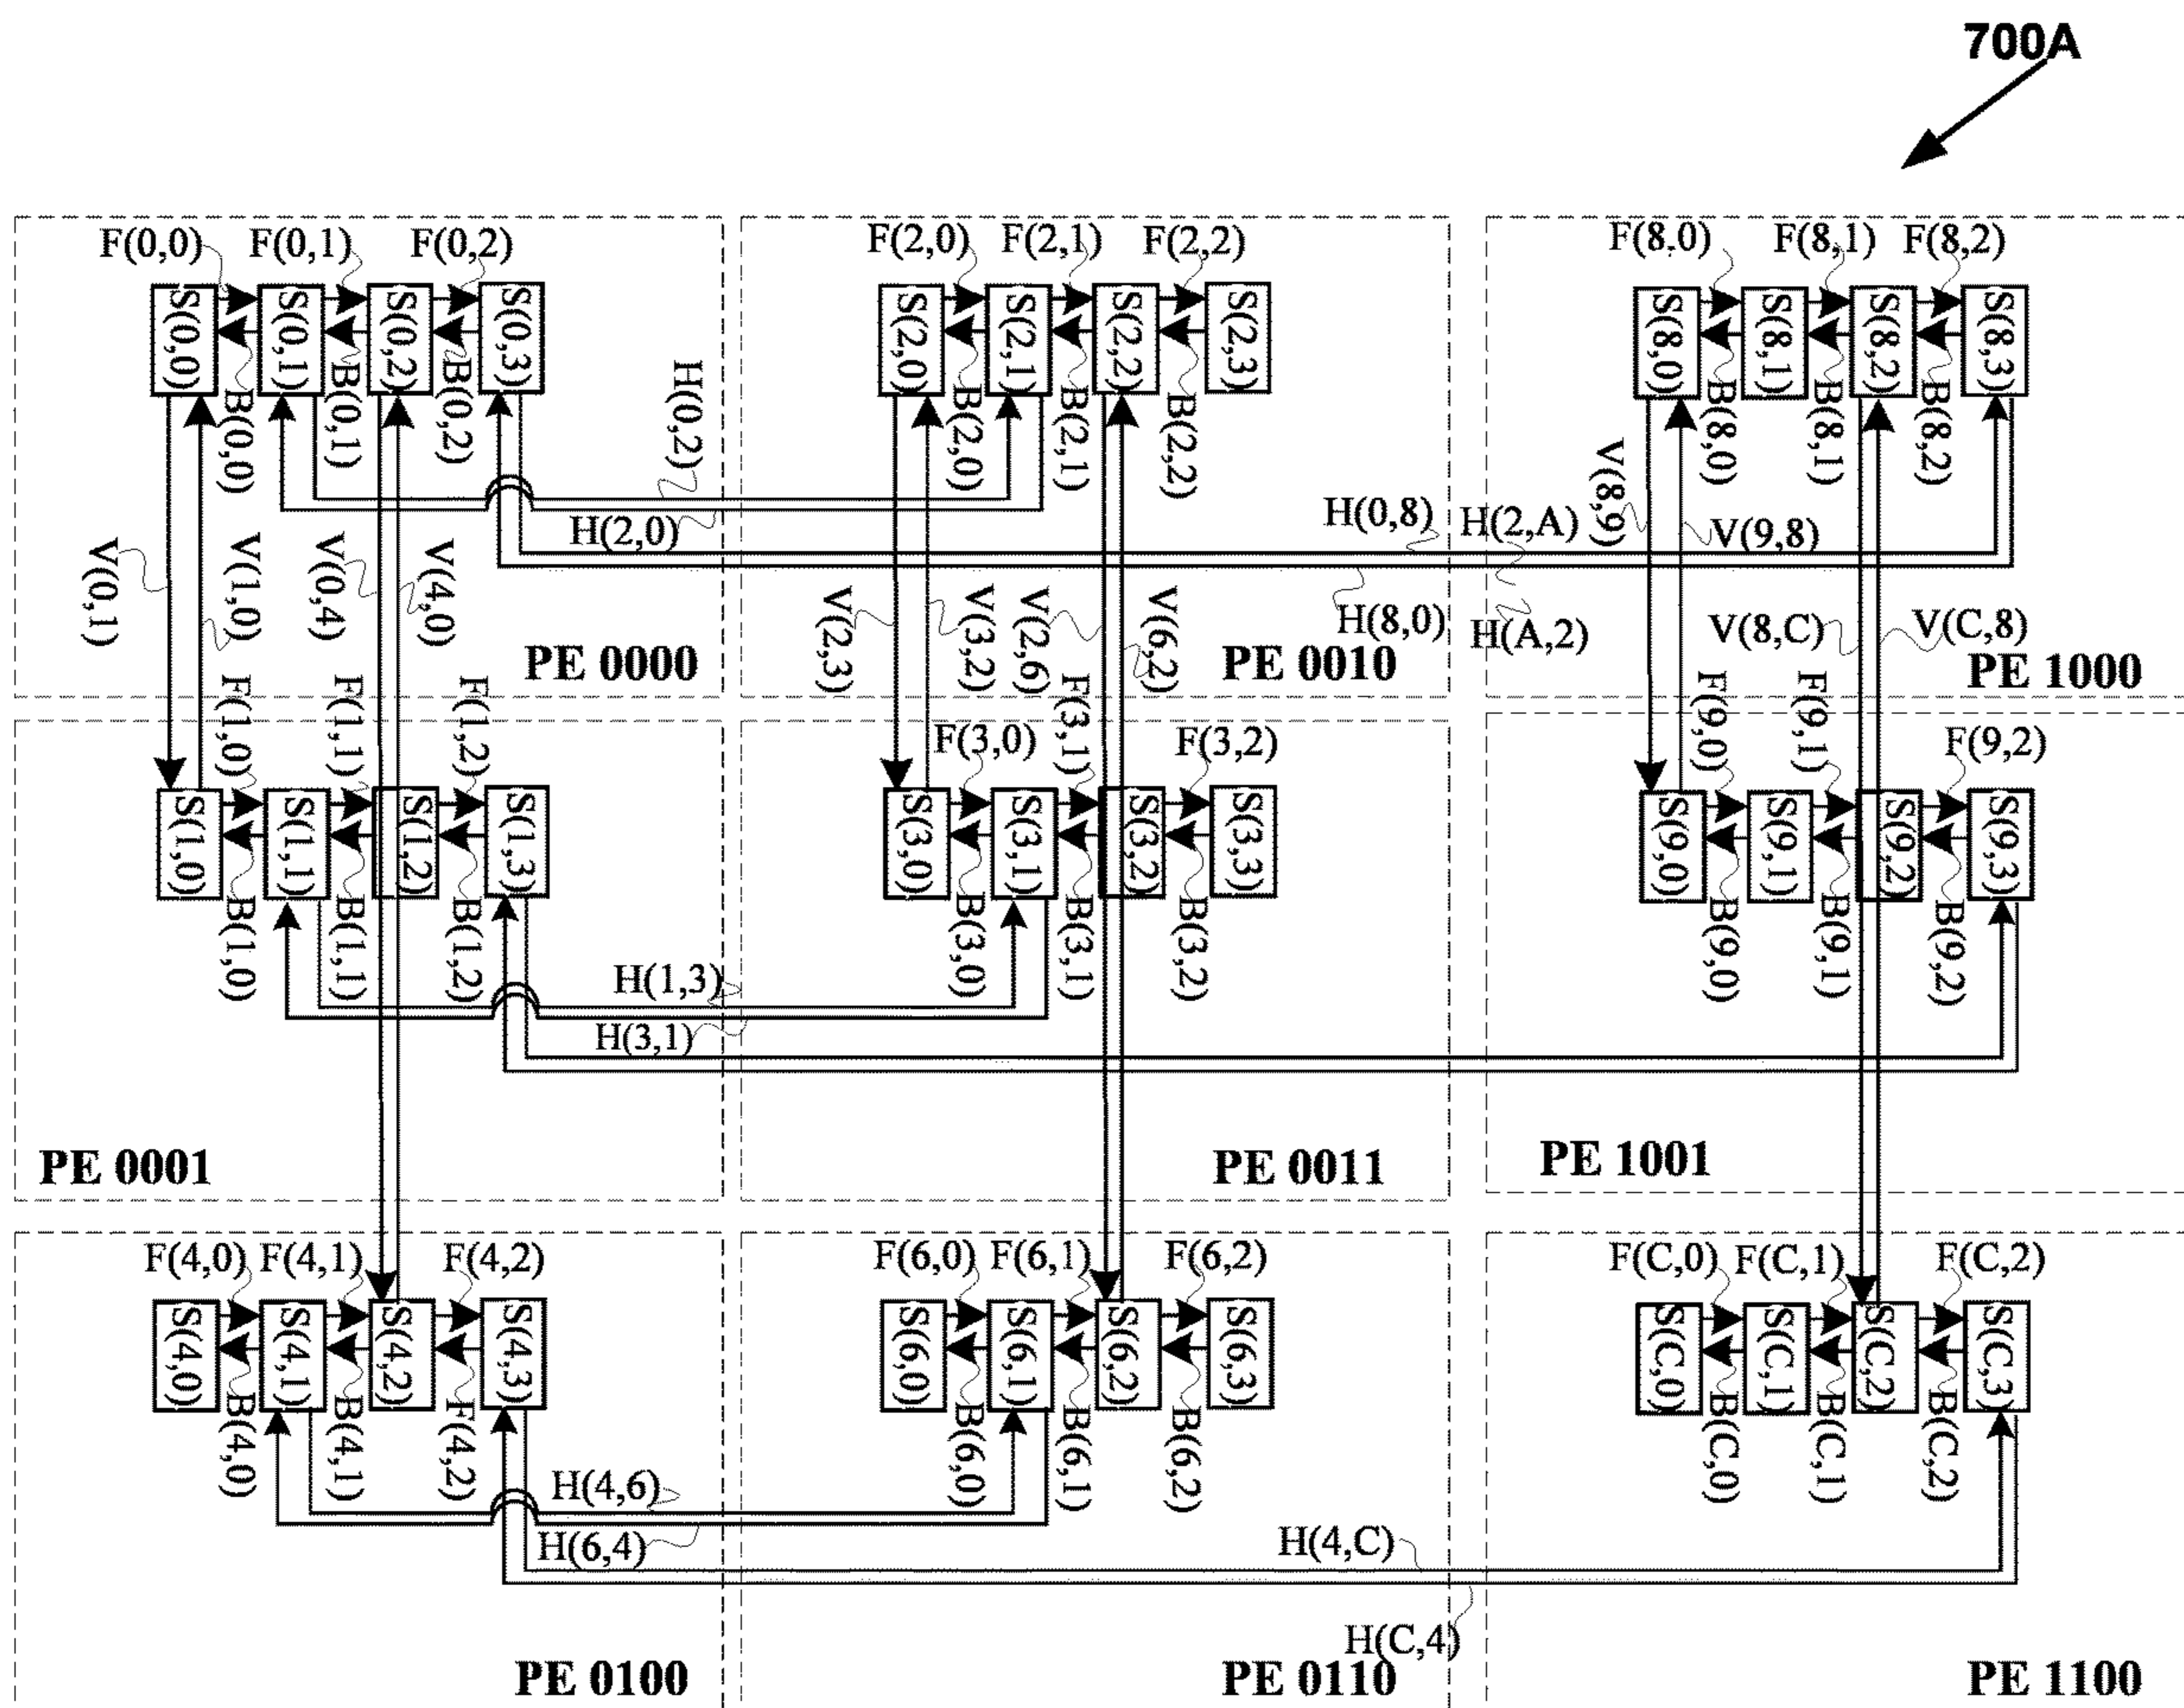 700A
F(0,0)
F(0,1)
F(0,2)
S(0,0)
S(0,1)
S(0,2)
S(0,3)
B(0,0)
B(0,1)
B(0,2)
H(0,2)
H(2,0)
V(0,1)
V(1,0)
V(0,4)
V(4,0)
PE 0000
F(2,0)
F(2,1)
F(2,2)
S(2,0)
S(2,1)
S(2,2)
S(2,3)
B(2,0)
B(2,1)
B(2,2)
H(0,8)
H(8,0)
V(2,3)
V(3,2)
V(2,6)
V(6,2)
PE 0010
F(8,0)
F(8,1)
F(8,2)
S(8,0)
S(8,1)
S(8,2)
S(8,3)
B(8,0)
B(8,1)
B(8,2)
H(2,A)
H(A,2)
V(8,9)
V(9,8)
V(8,C)
V(C,8)
PE 1000
F(1,0)
F(1,1)
F(1,2)
S(1,0)
S(1,1)
S(1,2)
S(1,3)
B(1,0)
B(1,1)
B(1,2)
H(1,3)
H(3,1)
PE 0001
F(3,0)
F(3,1)
F(3,2)
S(3,0)
S(3,1)
S(3,2)
S(3,3)
B(3,0)
B(3,1)
B(3,2)
PE 0011
F(9,0)
F(9,1)
F(9,2)
S(9,0)
S(9,1)
S(9,2)
S(9,3)
B(9,0)
B(9,1)
B(9,2)
PE 1001
F(4,0)
F(4,1)
F(4,2)
S(4,0)
S(4,1)
S(4,2)
S(4,3)
B(4,0)
B(4,1)
F(4,2)
H(4,6)
H(6,4)
PE 0100
F(6,0)
F(6,1)
F(6,2)
S(6,0)
S(6,1)
S(6,2)
S(6,3)
B(6,0)
B(6,1)
B(6,2)
H(4,C)
H(C,4)
PE 0110
F(C,0)
F(C,1)
F(C,2)
S(C,0)
S(C,1)
S(C,2)
S(C,3)
B(C,0)
B(C,1)
B(C,2)
PE 1100